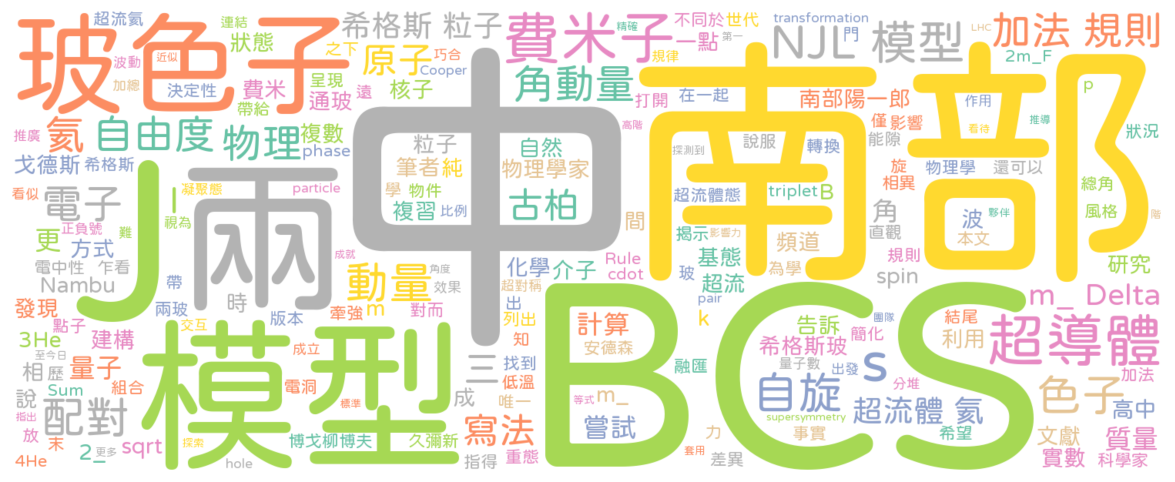 玻色子
費米子
中
南部
BCS
模型
J
兩
超流氦
連結
狀態
希格斯 粒子
不同於
世代
transformation
門
LHC
加法 規則
波動
近似
之下
巧合
原子
Cooper
一點
精確
規律
第一
NJL 模型
2m_F
加總
決定性
費米
呈現
通玻
遠
核子
角動量
打開
在一起
南部陽一郎
作用
p
推廣
氦
自由度
物理
帶給
複數
高階
僅
影響
能隙
看待
推導
狀況
戈德斯
希格斯
phase
粒子
自然
筆者
純
物理學家
探測到
說服
轉換
旋
相異
物理學
還可以
總角
看似
凝聚態
particle
學
物件
古柏
超流體態
triplet
B
角
波
夥伴
風格
電子
l
視為
複習
比例
間
揭示
影響力
頻道
直觀
本文
階
正負號
難
更
方式
成就
基態
玻
為學
規則
研究
電中性
乍看
帶
角度
化學
介子
Rule
cdot
超流
spin
Nambu
兩玻
時
動量
效果
超對稱
出
pair
m_
Delta
發現
點子
版本
牽強
m
對而
列出
k
告訴
簡化
團隊
結尾
超導體
3He
建構
交互
知
計算
安德森
希格斯玻
利用
至今日
量子
成立
三
找到
融匯
量子數
s
出發
加法
相
歷
組合
電洞
低溫
m_
自旋
分堆
色子
高中
說
配對
Sum
標準
成
唯一
等式
嘗試
supersymmetry
超流體 氦
希望
質量
放
末
指出
2_
更多
sqrt
探索
博戈柳博夫
久彌新
寫法
力
事實
文獻
4He
hole
指得
重態
套用
差異
實數
科學家